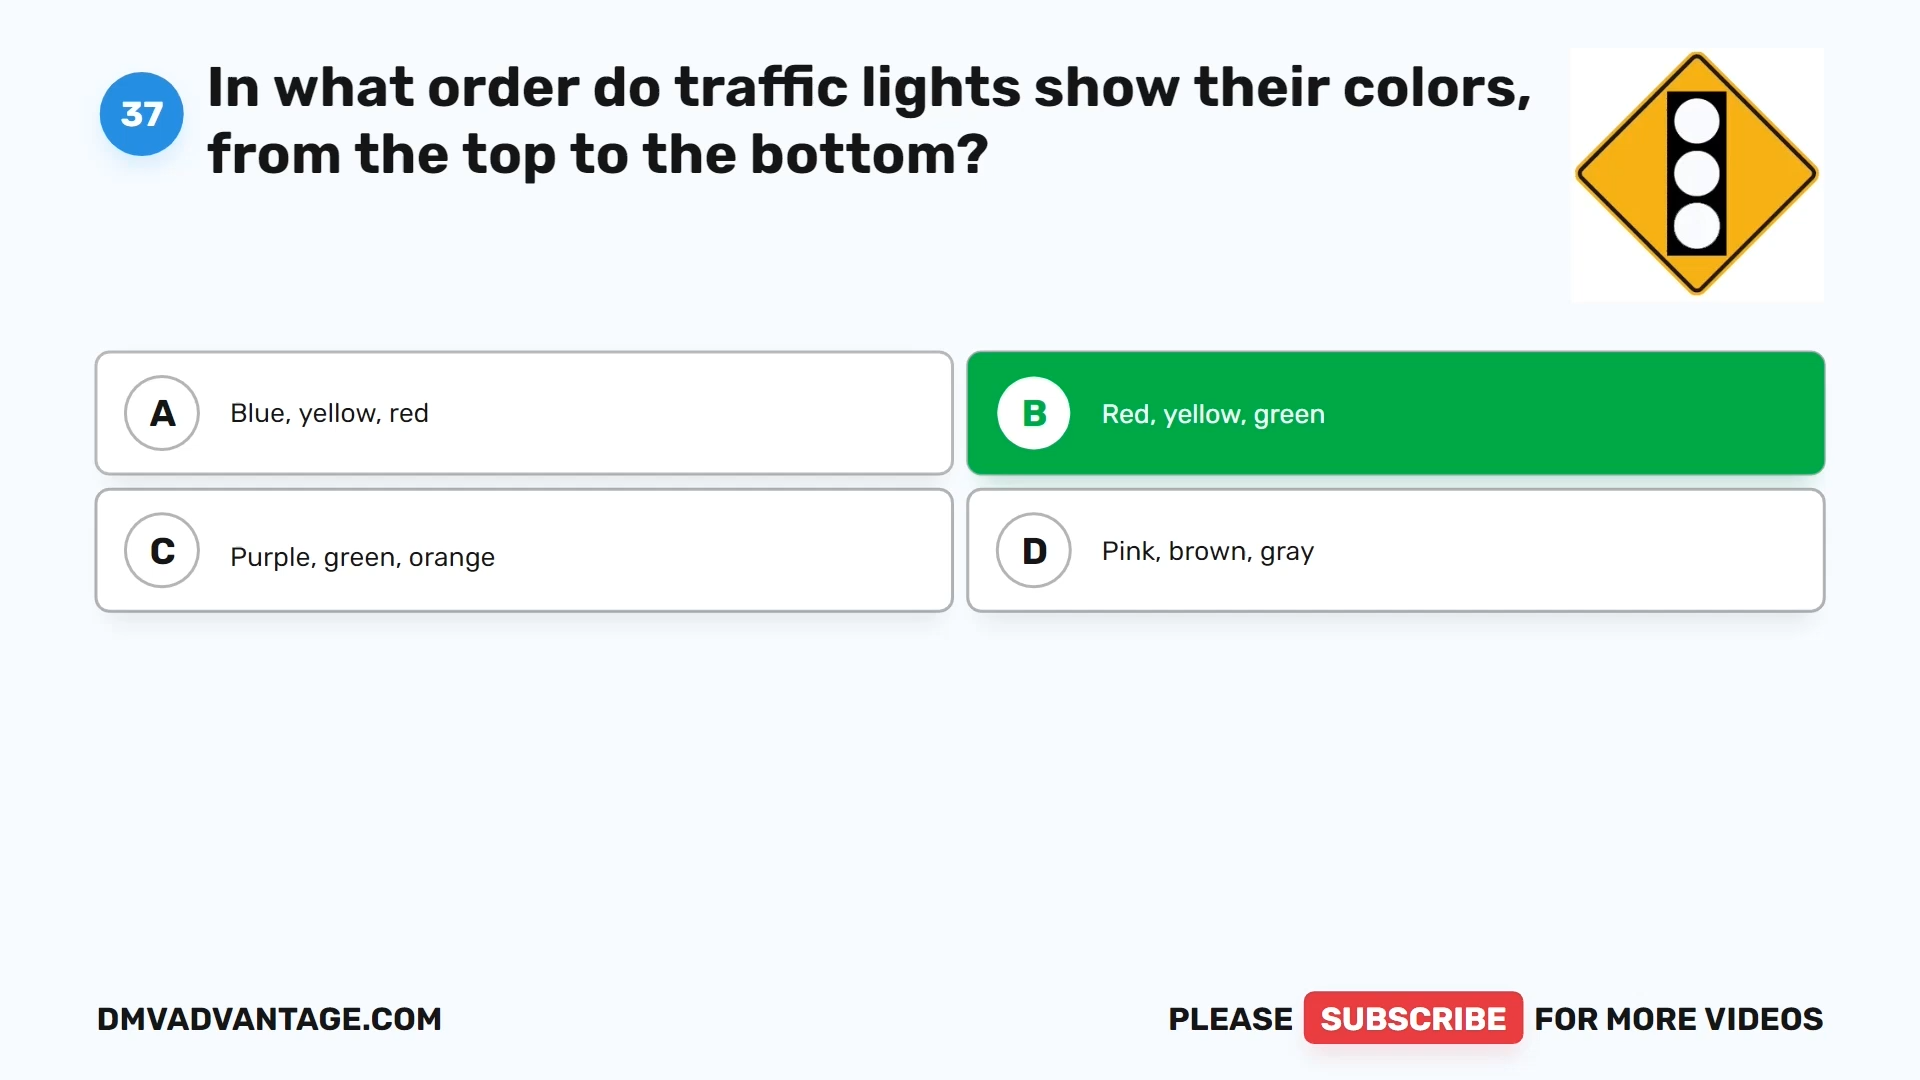 37
In what order do traffic lights show their colors,
from the top to the bottom?
A
Blue, yellow, red
B
Red, yellow, green
C
Purple, green, orange
D
Pink, brown, gray
DMVADVANTAGE.COM
PLEASE SUBSCRIBE FOR MORE VIDEOS